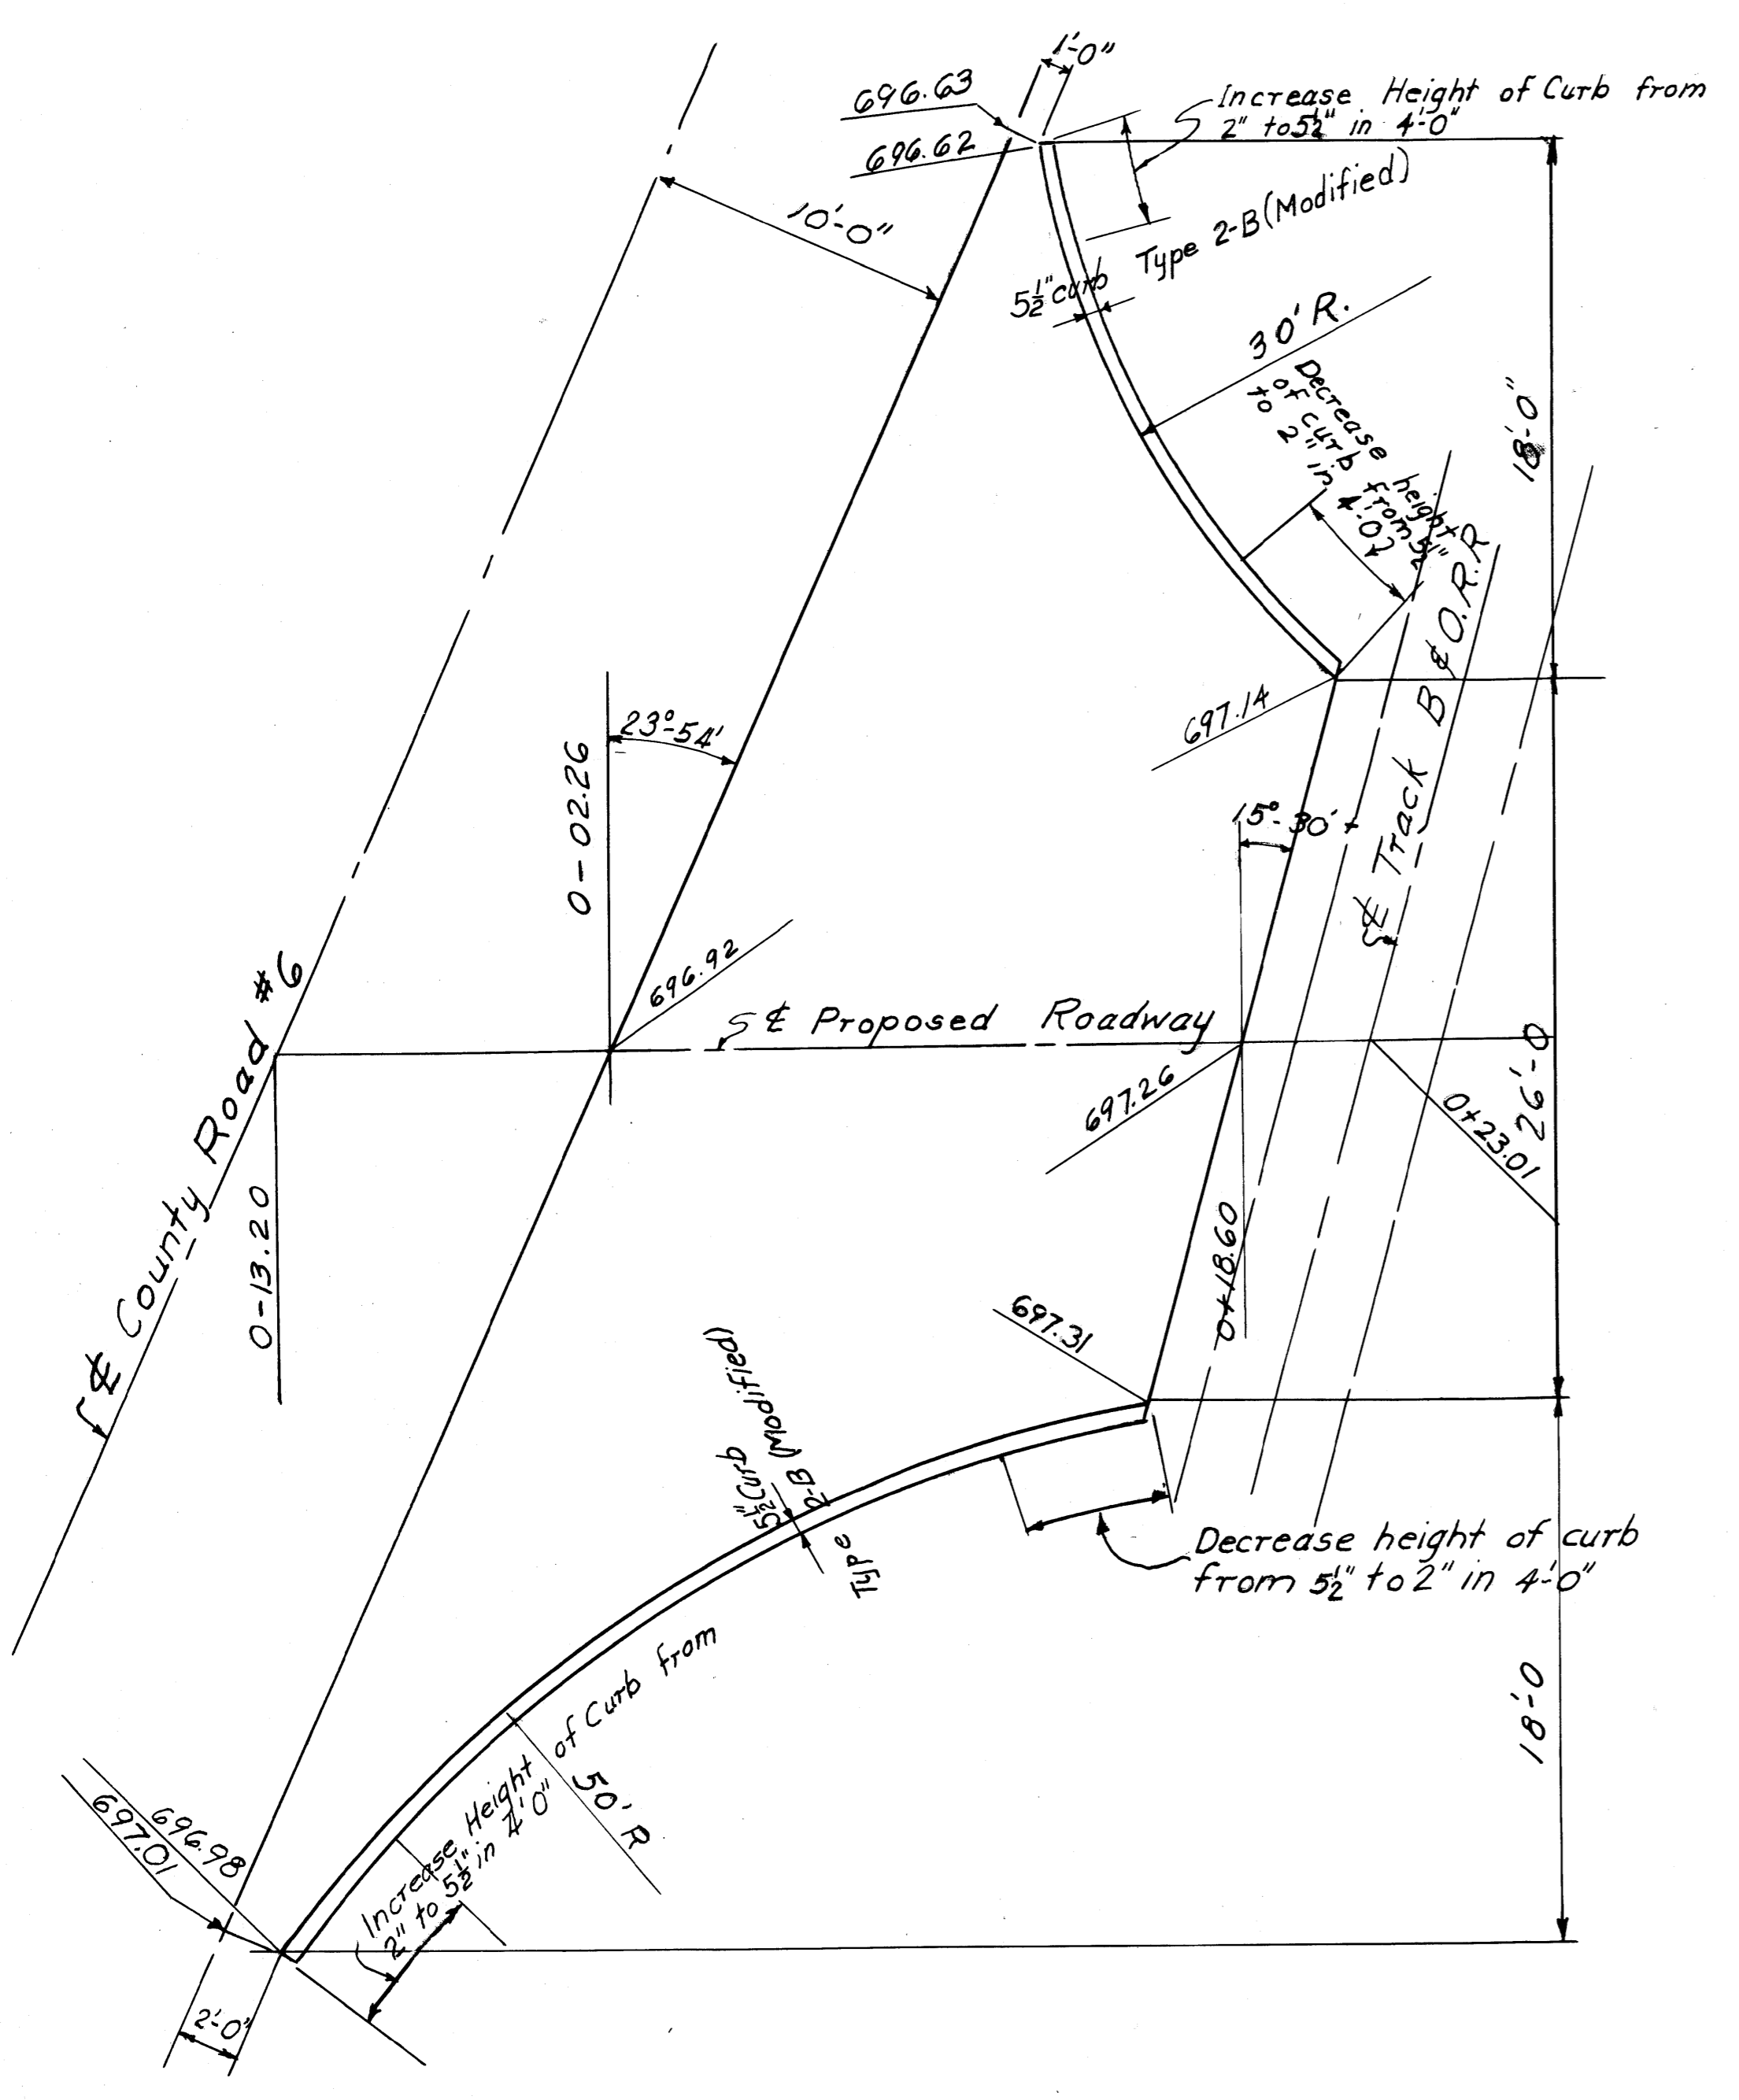 1'-0"
696.63
Increase Height of Curb from
2" to 5½" in 4'-0"
696.62
Type 2-B (Modified)
10'-0"
5½" curb
30' R.
Decrease height
of curb from 5½"
to 2" in 4'-0"
18'-0"
℄ Track B & O.R.R
697.14
23°-54'
0-02.26
15°-30'±
696.92
℄ Proposed Roadway
℄ County Road #6
697.26
26'-0
0+23.01
0-13.20
0+18.60
697.31
5½" Curb
Type 2-B (Modified)
Decrease height of curb
from 5½" to 2" in 4'-0"
Increase Height of Curb from
2" to 5½" in 4'-0"
50' R
18'-0
696.98
697.01
2'-0"